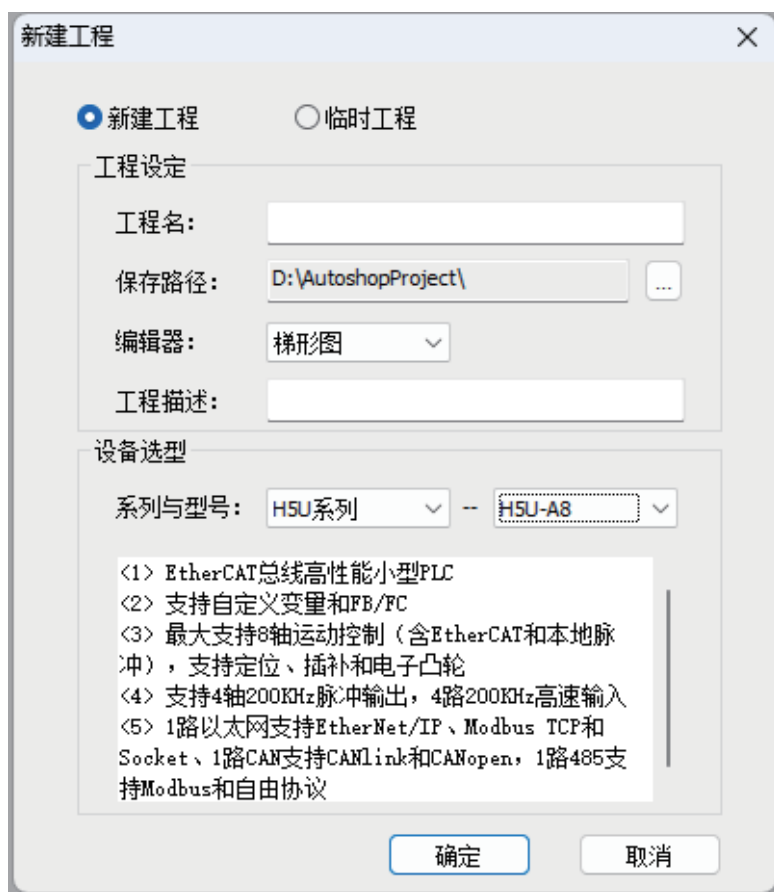 新建工程
新建工程 临时工程
工程设定
工程名：
保存路径： D:\AutoshopProject\ ...
编辑器： 梯形图
工程描述：
设备选型
系列与型号： H5U系列 -- H5U-A8
<1> EtherCAT总线高性能小型PLC
<2> 支持自定义变量和FB/FC
<3> 最大支持8轴运动控制（含EtherCAT和本地脉
冲），支持定位、插补和电子凸轮
<4> 支持4轴200KHz脉冲输出，4路200KHz高速输入
<5> 1路以太网支持EtherNet/IP、Modbus TCP和
Socket、1路CAN支持CANlink和CANopen，1路485支
持Modbus和自由协议
确定 取消